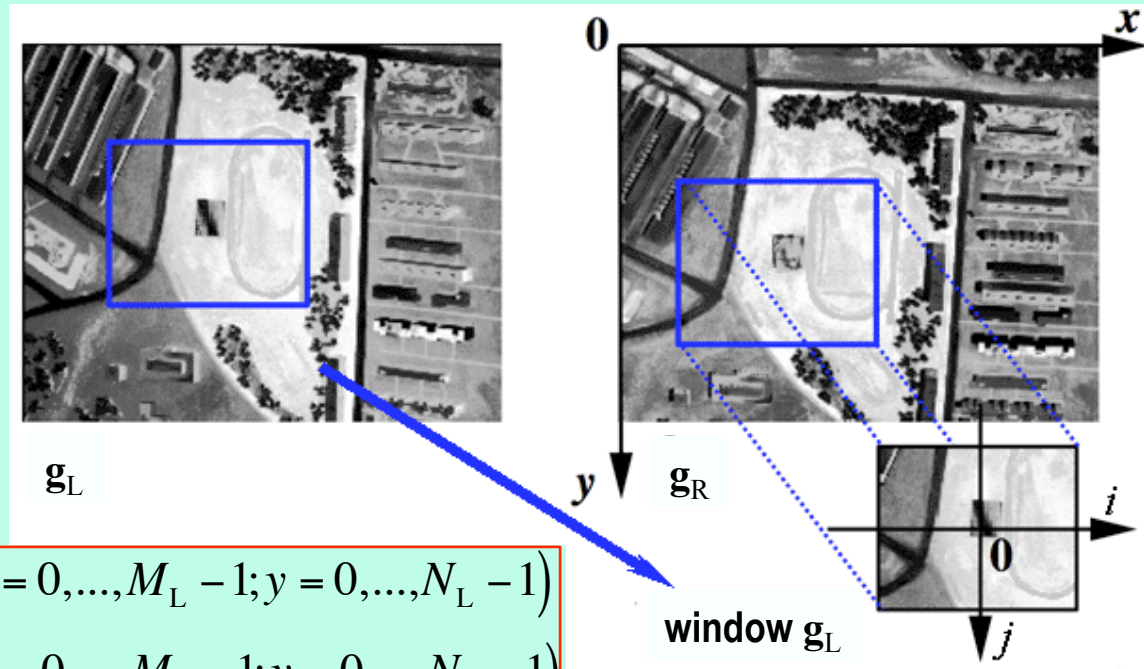 0
x
g_L
y
g_R
i
0
= 0,..., M_L − 1; y = 0,..., N_L − 1)
window g_L
j